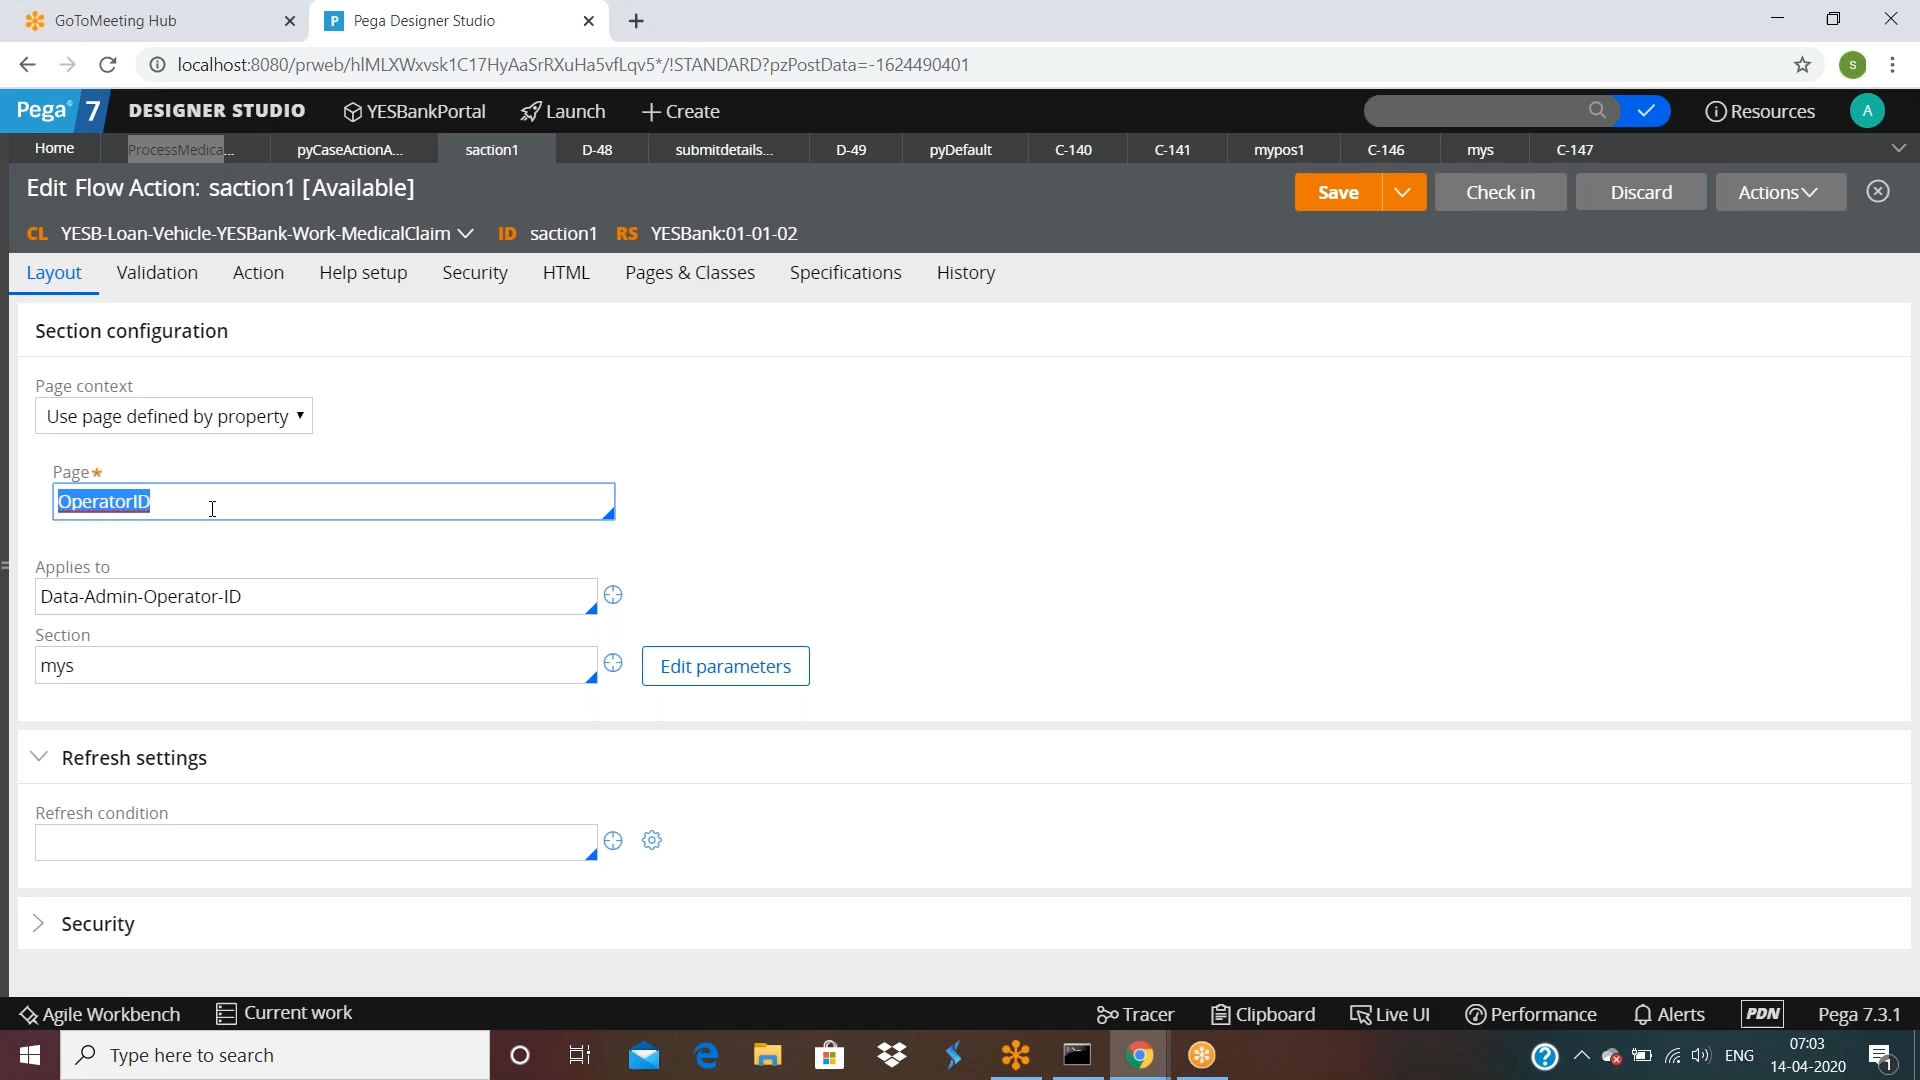 GoToMeeting Hub
Pega Designer Studio
localhost:8080/prweb/hlMLXWxvsk1C17HyAaSrRXuHa5vfLqv5*/!STANDARD?pzPostData=-1624490401
s
Pega 7 DESIGNER STUDIO YESBankPortal Launch Create Resources A
Home ProcessMedica... pyCaseActionA... saction1 D-48 submitdetails... D-49 pyDefault C-140 C-141 mypos1 C-146 mys C-147
Edit Flow Action: saction1 [Available]
Save Check in Discard Actions
CL YESB-Loan-Vehicle-YESBank-Work-MedicalClaim ID saction1 RS YESBank:01-01-02
Layout Validation Action Help setup Security HTML Pages & Classes Specifications History
Section configuration
Page context
Use page defined by property
Page*
OperatorID
Applies to
Data-Admin-Operator-ID
Section
mys
Edit parameters
Refresh settings
Refresh condition
Security
Agile Workbench Current work Tracer Clipboard Live UI Performance Alerts PDN Pega 7.3.1
Type here to search
ENG
07:03
14-04-2020
1